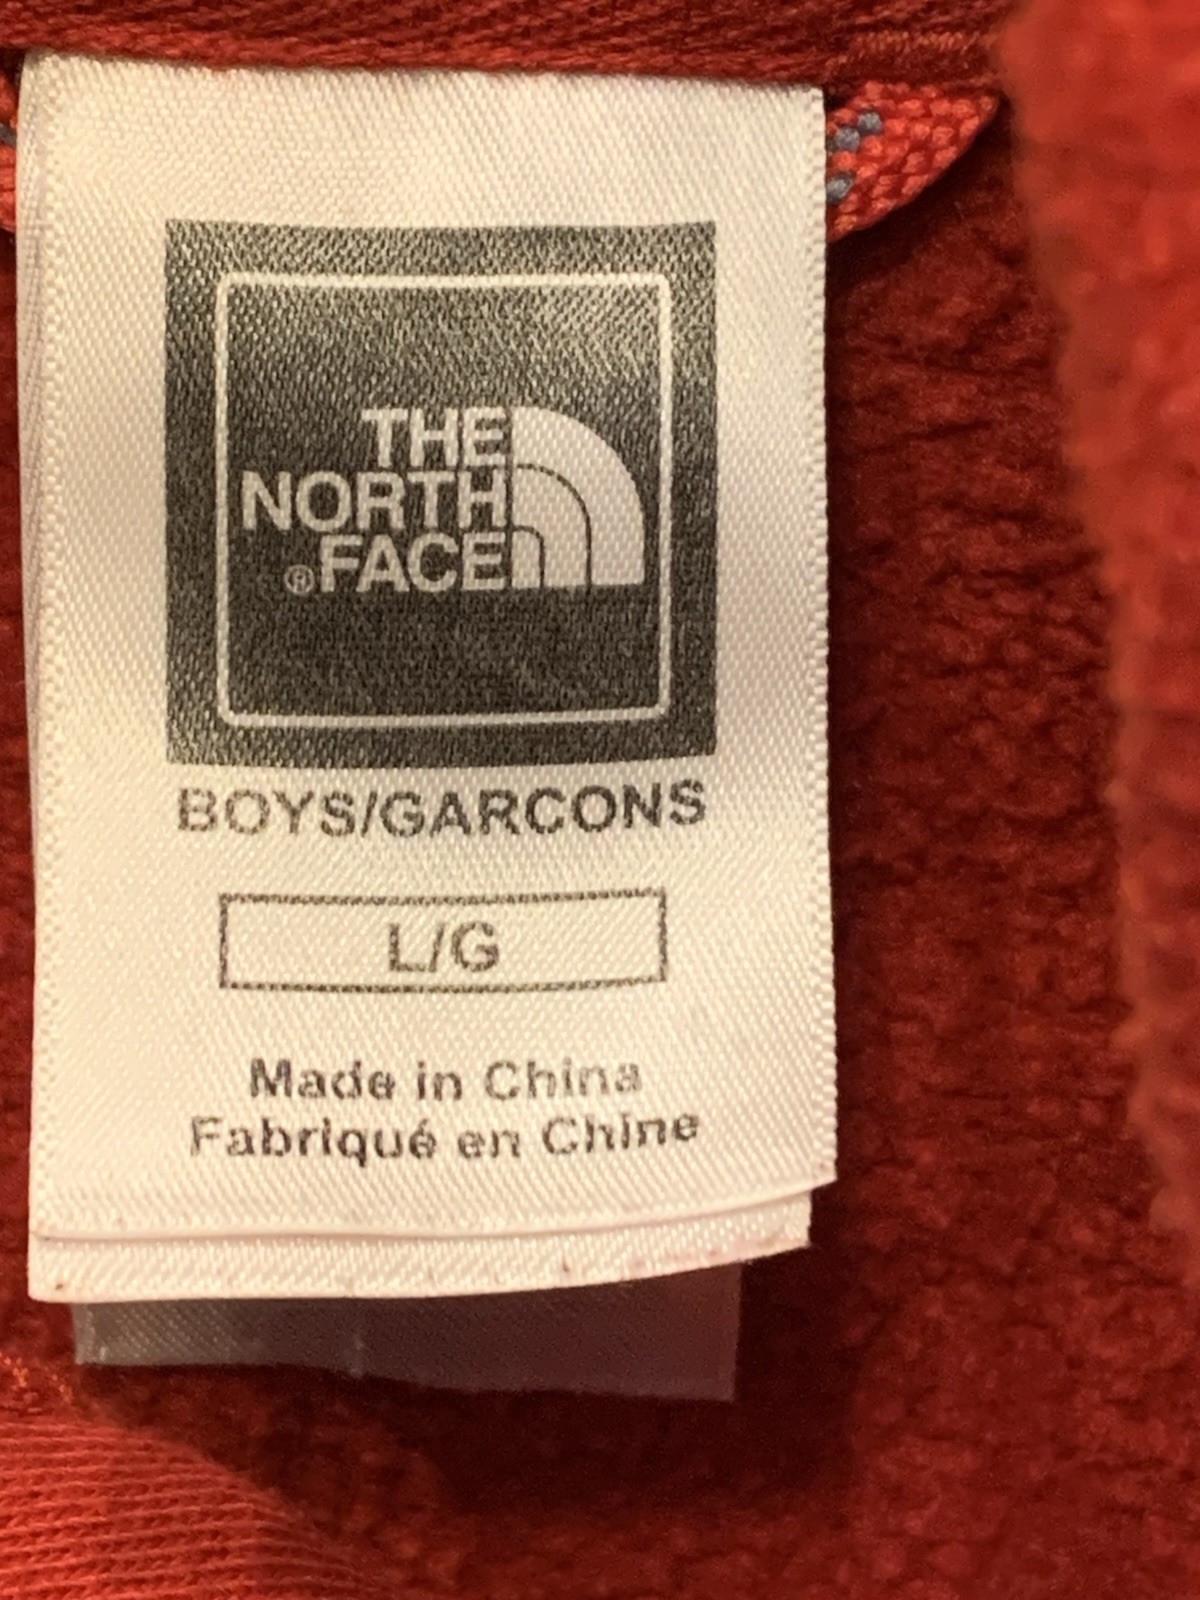 THE
NORTH
®FACE
BOYS/GARCONS
L/G
Made in China
Fabriqué en Chine